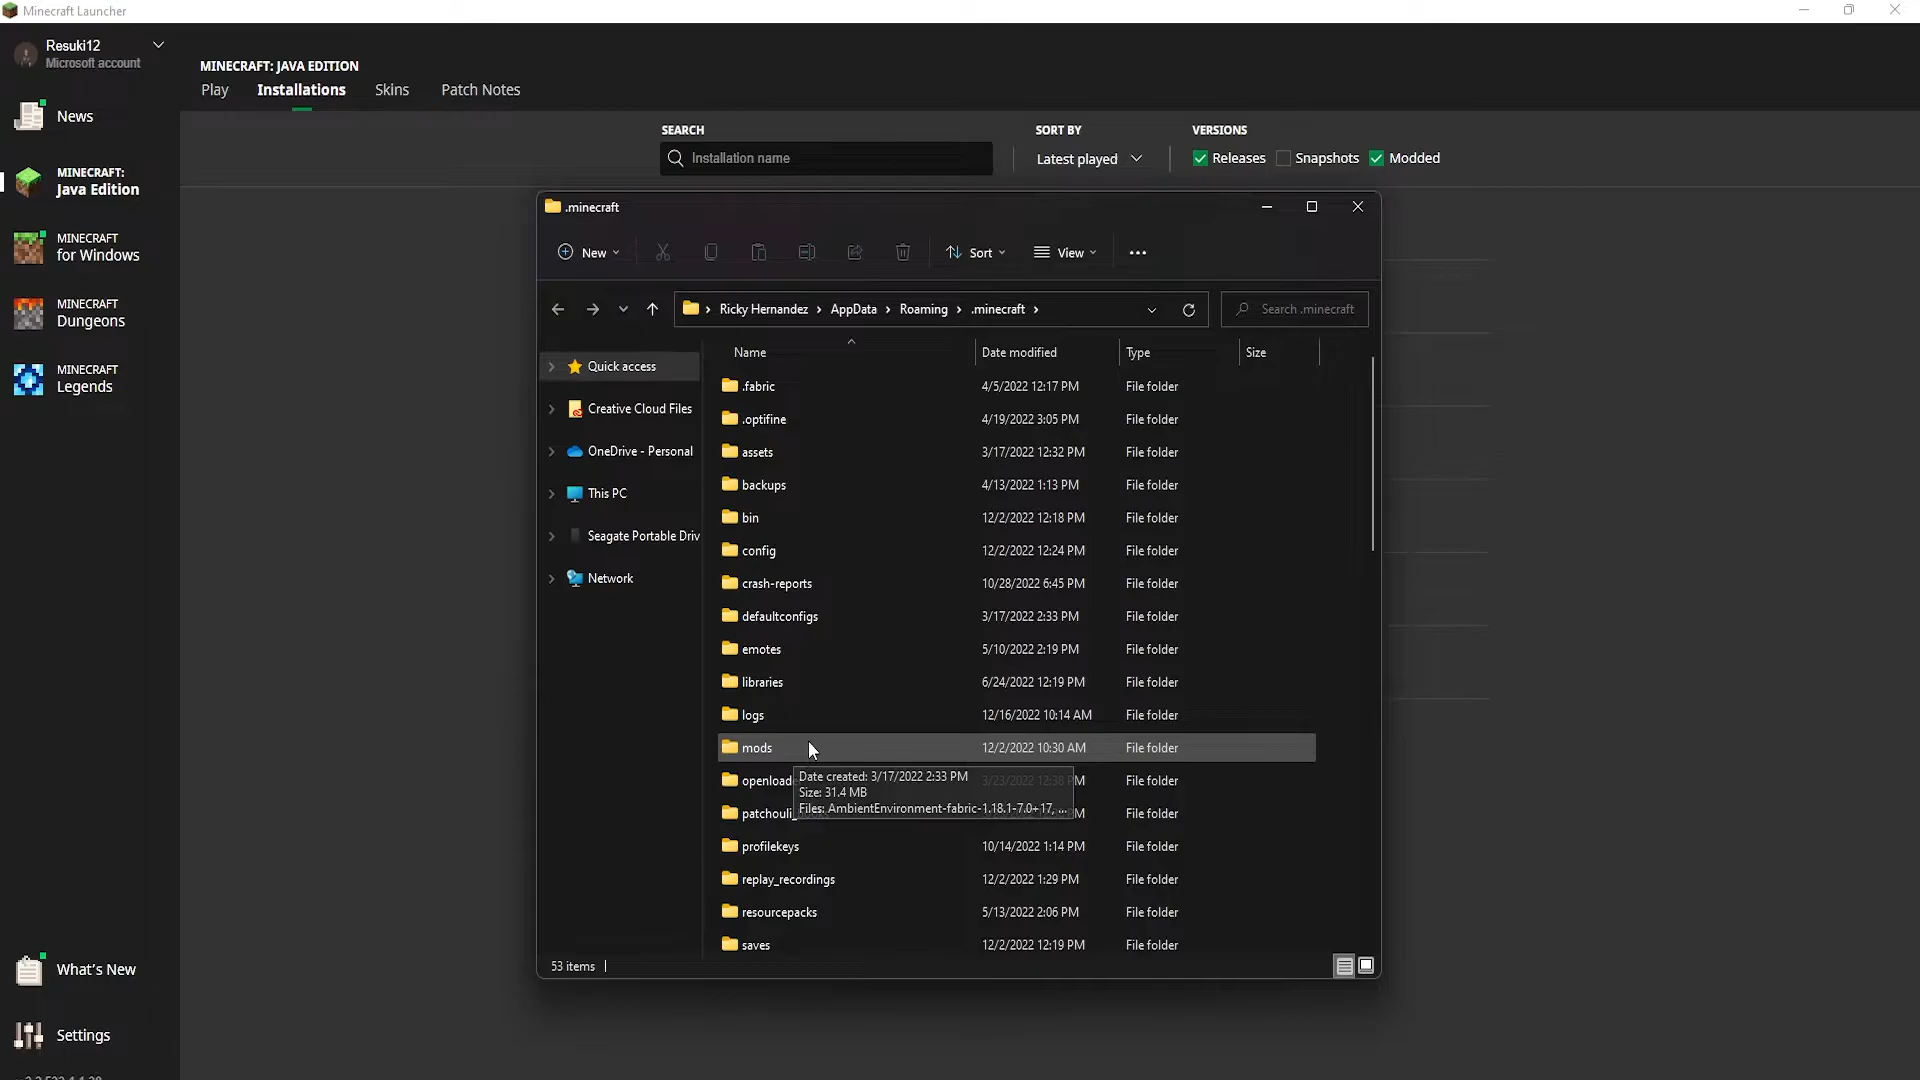 Minecraft Launcher
Resuki12
Microsoft account
News
MINECRAFT:
Java Edition
MINECRAFT
for Windows
MINECRAFT
Dungeons
MINECRAFT
Legends
What's New
Settings
MINECRAFT: JAVA EDITION
Play Installations Skins Patch Notes
SEARCH
Installation name
SORT BY
Latest played
VERSIONS
Releases Snapshots Modded
.minecraft
New Sort View
Ricky Hernandez > AppData > Roaming > .minecraft >
Search .minecraft
Quick access
Creative Cloud Files
OneDrive - Personal
This PC
Seagate Portable Driv
Network
Name Date modified Type Size
.fabric 4/5/2022 12:17 PM File folder
.optifine 4/19/2022 3:05 PM File folder
assets 3/17/2022 12:32 PM File folder
backups 4/13/2022 1:13 PM File folder
bin 12/2/2022 12:18 PM File folder
config 12/2/2022 12:24 PM File folder
crash-reports 10/28/2022 6:45 PM File folder
defaultconfigs 3/17/2022 2:33 PM File folder
emotes 5/10/2022 2:19 PM File folder
libraries 6/24/2022 12:19 PM File folder
logs 12/16/2022 10:14 AM File folder
mods 12/2/2022 10:30 AM File folder
openloade 3/23/2022 12:38 PM File folder
Date created: 3/17/2022 2:33 PM
Size: 31.4 MB
Files: AmbientEnvironment-fabric-1.18.1-7.0+17, ...
patchouli_ M File folder
profilekeys 10/14/2022 1:14 PM File folder
replay_recordings 12/2/2022 1:29 PM File folder
resourcepacks 5/13/2022 2:06 PM File folder
saves 12/2/2022 12:19 PM File folder
53 items